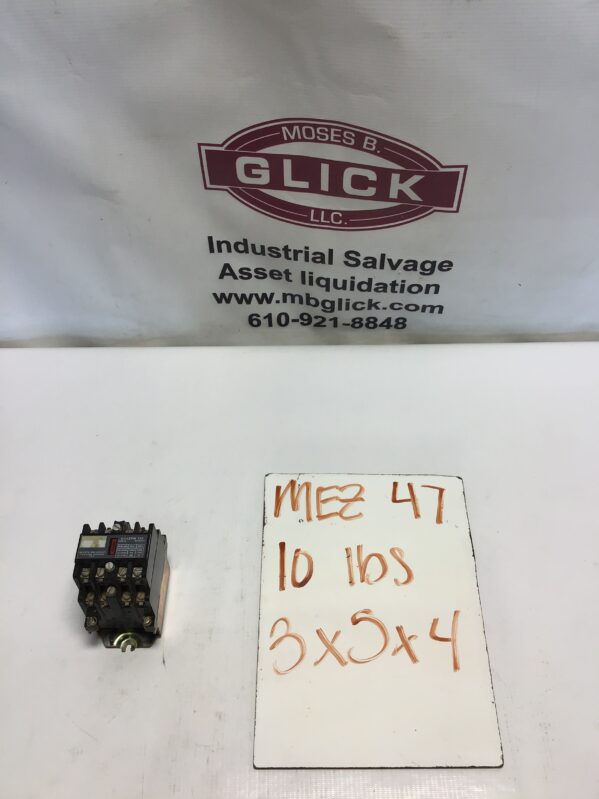 MOSES B.
GLICK
LLC.
Industrial Salvage
Asset liquidation
www.mbglick.com
610-921-8848
MEZ 47
10 lbs
3x5x4